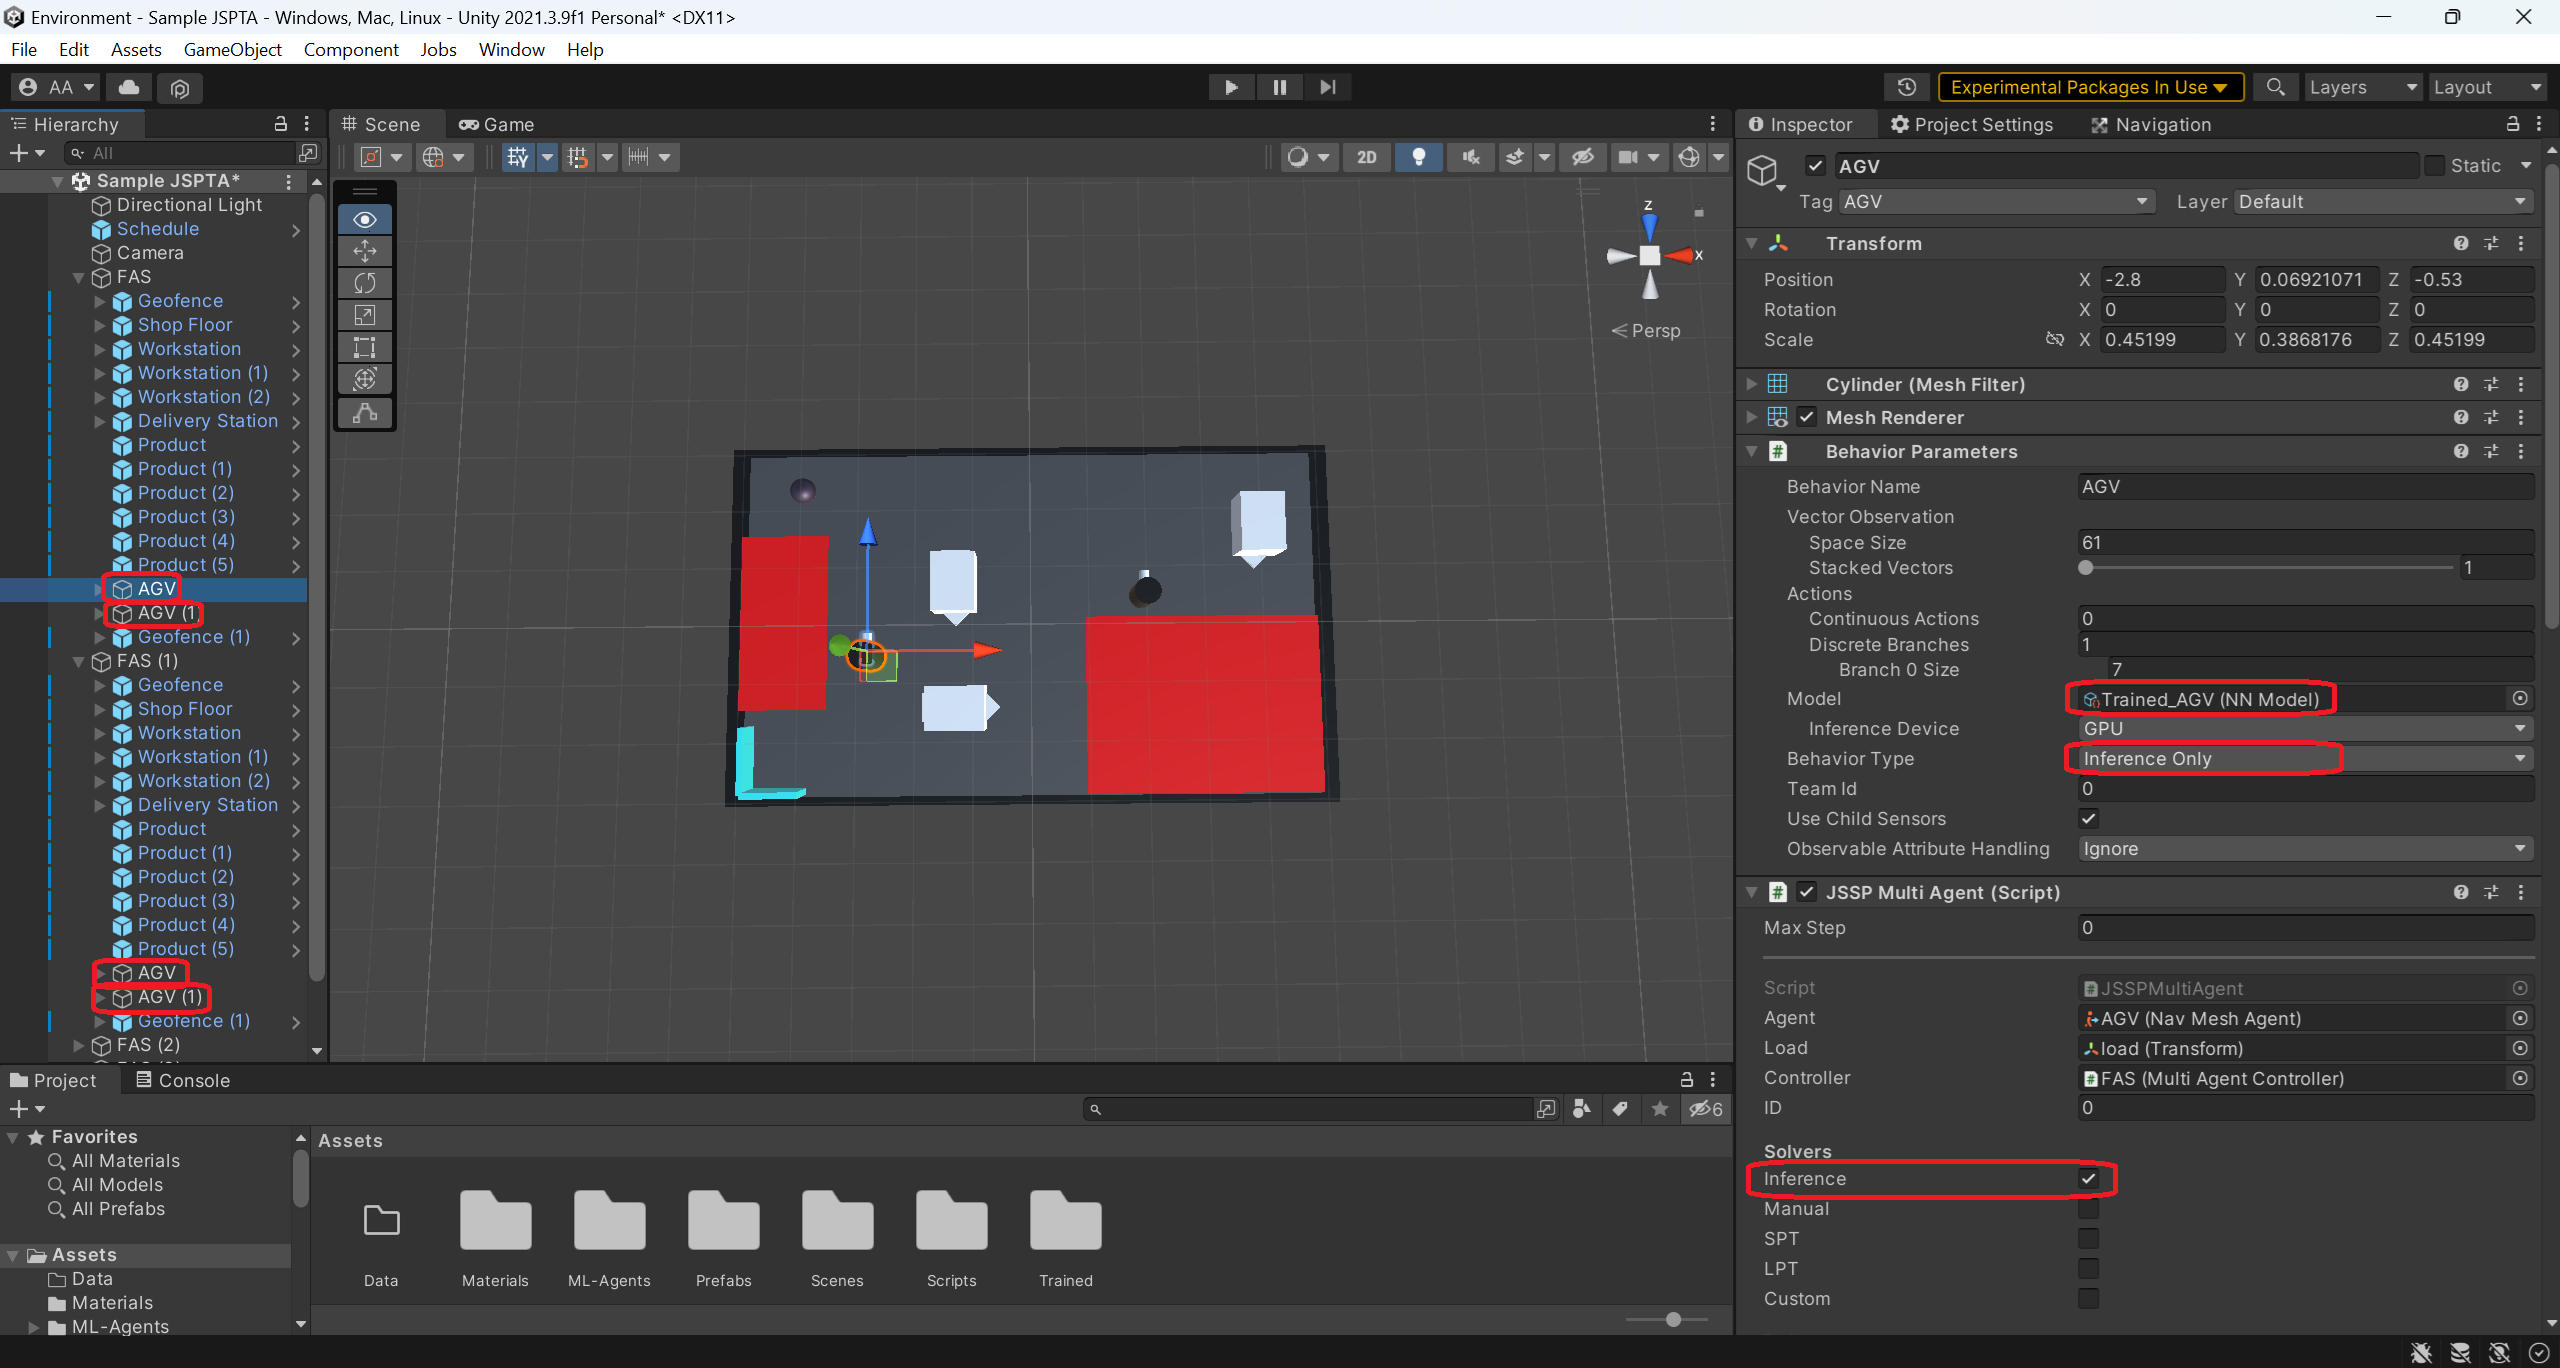 Environment - Sample JSPTA - Windows, Mac, Linux - Unity 2021.3.9f1 Personal* <DX11>
File Edit Assets GameObject Component Jobs Window Help
AA
Experimental Packages In Use
Layers
Layout
Hierarchy
All
Sample JSPTA*
Directional Light
Schedule
Camera
FAS
Geofence
Shop Floor
Workstation
Workstation (1)
Workstation (2)
Delivery Station
Product
Product (1)
Product (2)
Product (3)
Product (4)
Product (5)
AGV
AGV (1)
Geofence (1)
FAS (1)
Geofence
Shop Floor
Workstation
Workstation (1)
Workstation (2)
Delivery Station
Product
Product (1)
Product (2)
Product (3)
Product (4)
Product (5)
AGV
AGV (1)
Geofence (1)
FAS (2)
Scene
Game
2D
z
x
Persp
Inspector
Project Settings
Navigation
AGV
Static
Tag AGV
Layer Default
Transform
Position X -2.8 Y 0.06921071 Z -0.53
Rotation X 0 Y 0 Z 0
Scale X 0.45199 Y 0.3868176 Z 0.45199
Cylinder (Mesh Filter)
Mesh Renderer
Behavior Parameters
Behavior Name AGV
Vector Observation
Space Size 61
Stacked Vectors 1
Actions
Continuous Actions 0
Discrete Branches 1
Branch 0 Size 7
Model Trained_AGV (NN Model)
Inference Device GPU
Behavior Type Inference Only
Team Id 0
Use Child Sensors
Observable Attribute Handling Ignore
JSSP Multi Agent (Script)
Max Step 0
Script JSSPMultiAgent
Agent AGV (Nav Mesh Agent)
Load load (Transform)
Controller FAS (Multi Agent Controller)
ID 0
Solvers
Inference
Manual
SPT
LPT
Custom
Project
Console
6
Favorites
All Materials
All Models
All Prefabs
Assets
Data
Materials
ML-Agents
Assets
Data
Materials
ML-Agents
Prefabs
Scenes
Scripts
Trained